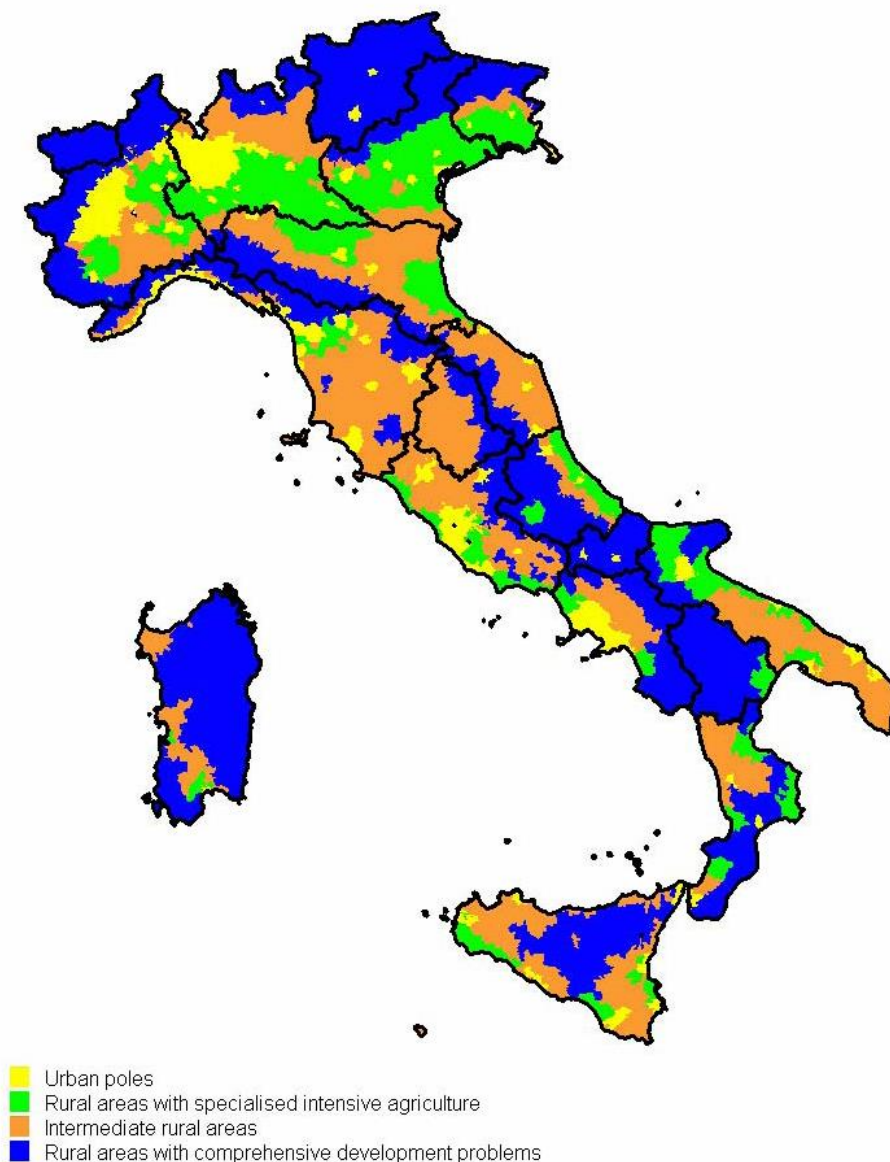 Urban poles
Rural areas with specialised intensive agriculture
Intermediate rural areas
Rural areas with comprehensive development problems